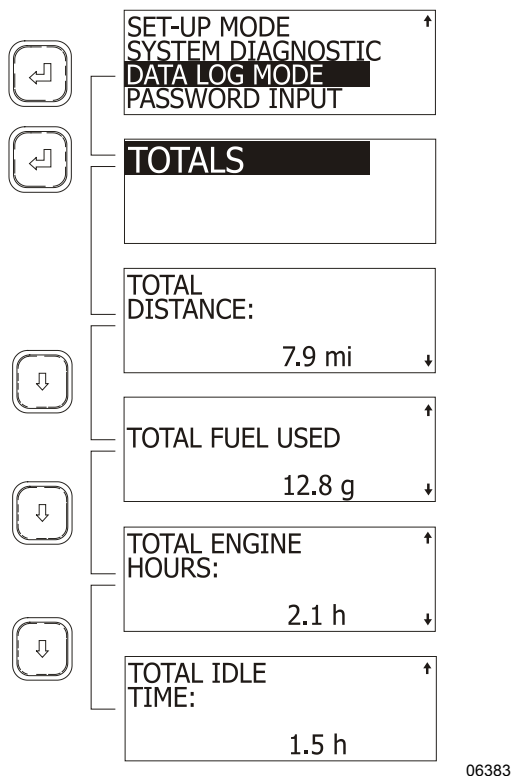 SET-UP MODE
SYSTEM DIAGNOSTIC
DATA LOG MODE
PASSWORD INPUT
TOTALS
TOTAL
DISTANCE:
7.9 mi
TOTAL FUEL USED
12.8 g
TOTAL ENGINE
HOURS:
2.1 h
TOTAL IDLE
TIME:
1.5 h
06383